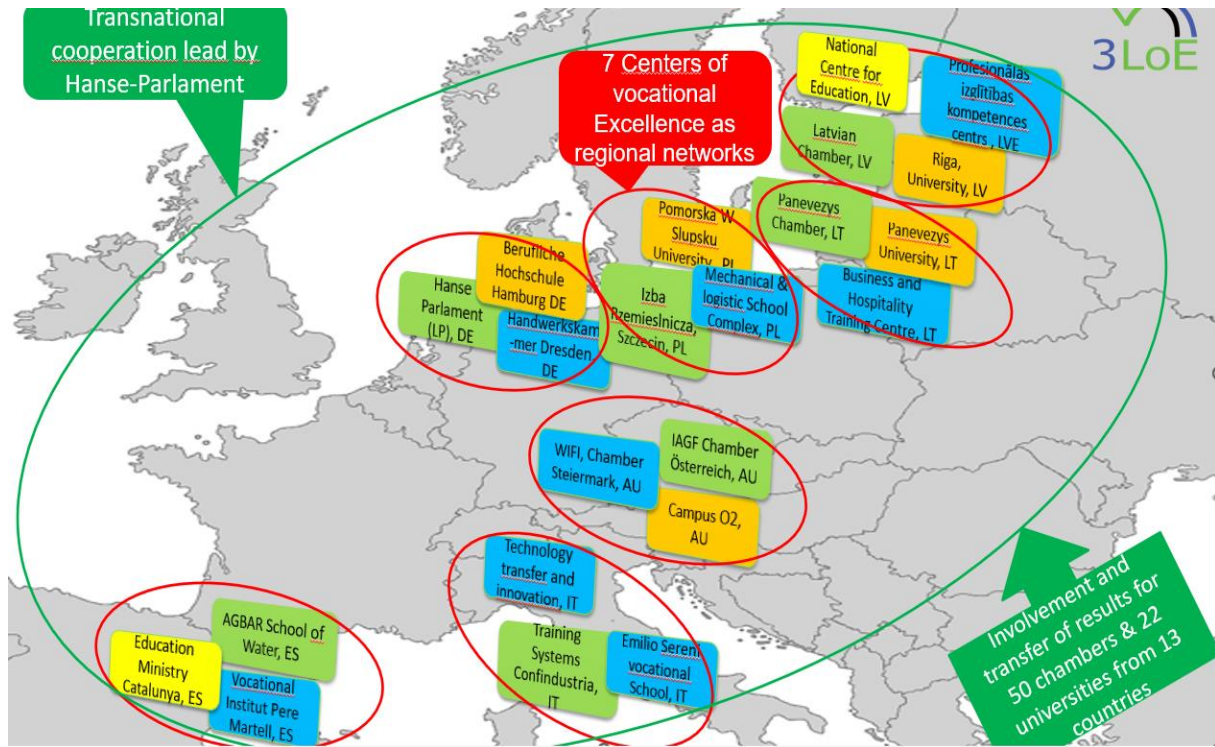 Transnational
cooperation lead by
Hanse-Parlament
7 Centers of
vocational
Excellence as
regional networks
3LoE
National
Centre for
Education, LV
Profesionālas
izglītības
kompetences
centrs , LVE
Latvian
Chamber, LV
Riga,
University, LV
Panevezys
Chamber, LT
Panevezys
University, LT
Business and
Hospitality
Training Centre, LT
Pomorska W
Slupsku
University, PL
Mechanical &
logistic School
Complex, PL
Izba
Rzemieslnicza,
Szczecin, PL
Berufliche
Hochschule
Hamburg DE
Hanse
Parlament
(LP), DE
Handwerkskam
-mer Dresden,
DE
WIFI, Chamber
Steiermark, AU
IAGF Chamber
Österreich, AU
Campus O2,
AU
Technology
transfer and
innovation, IT
Training
Systems
Confindustria,
IT
Emilio Sereni
vocational
School, IT
AGBAR School of
Water, ES
Education
Ministry
Catalunya, ES
Vocational
Institut Pere
Martell, ES
Involvement and
transfer of results for
50 chambers & 22
universities from 13
countries